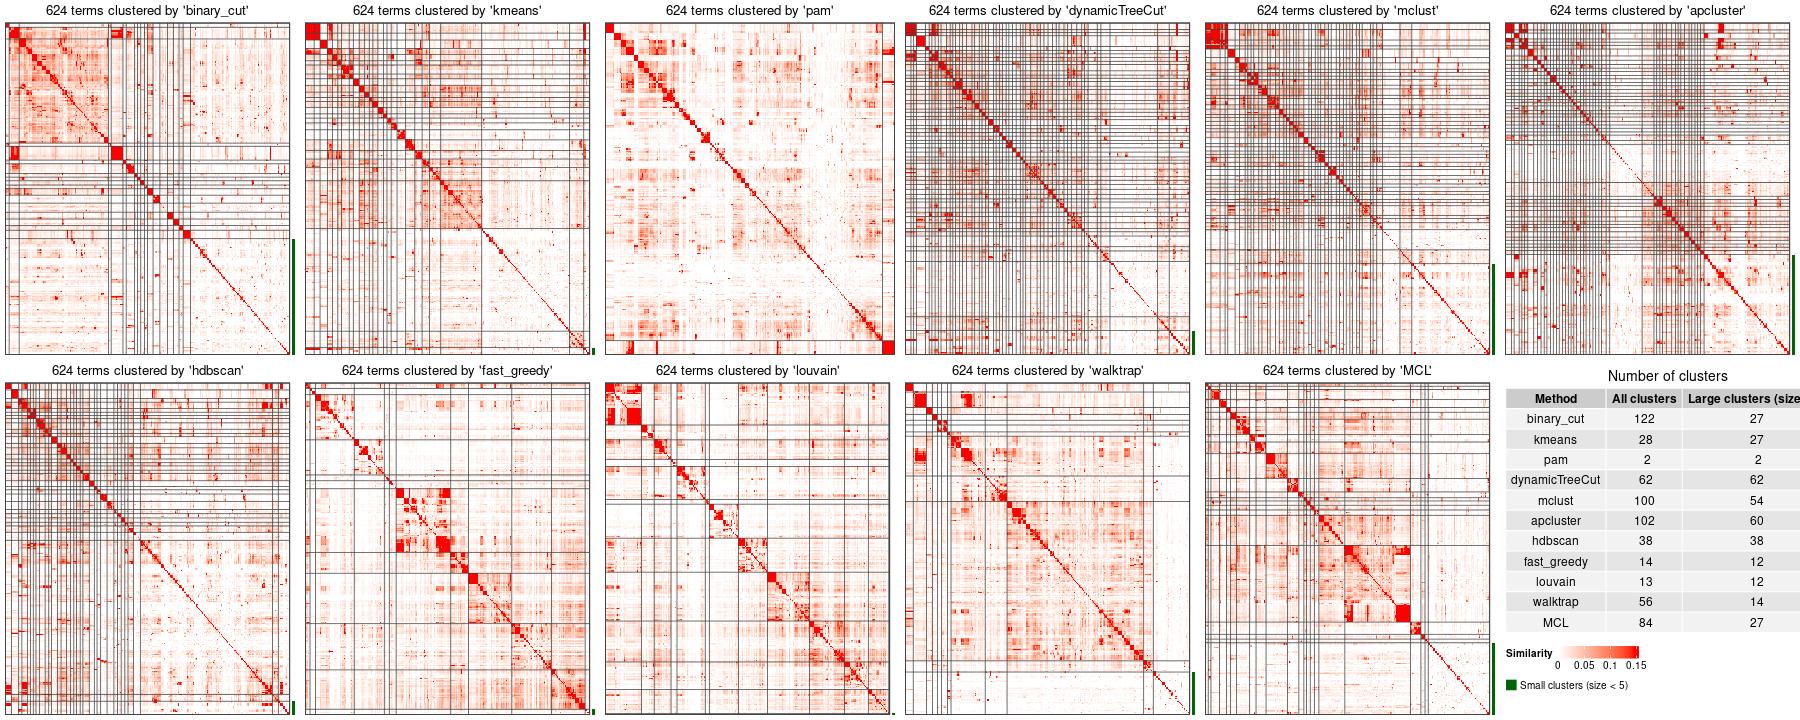 624 terms clustered by 'binary_cut'
624 terms clustered by 'kmeans'
624 terms clustered by 'pam'
624 terms clustered by 'dynamicTreeCut'
624 terms clustered by 'mclust'
624 terms clustered by 'apcluster'
624 terms clustered by 'hdbscan'
624 terms clustered by 'fast_greedy'
624 terms clustered by 'louvain'
624 terms clustered by 'walktrap'
624 terms clustered by 'MCL'
Number of clusters
Method All clusters Large clusters (size
binary_cut 122 27
kmeans 28 27
pam 2 2
dynamicTreeCut 62 62
mclust 100 54
apcluster 102 60
hdbscan 38 38
fast_greedy 14 12
louvain 13 12
walktrap 56 14
MCL 84 27
Similarity
0 0.05 0.1 0.15
Small clusters (size < 5)